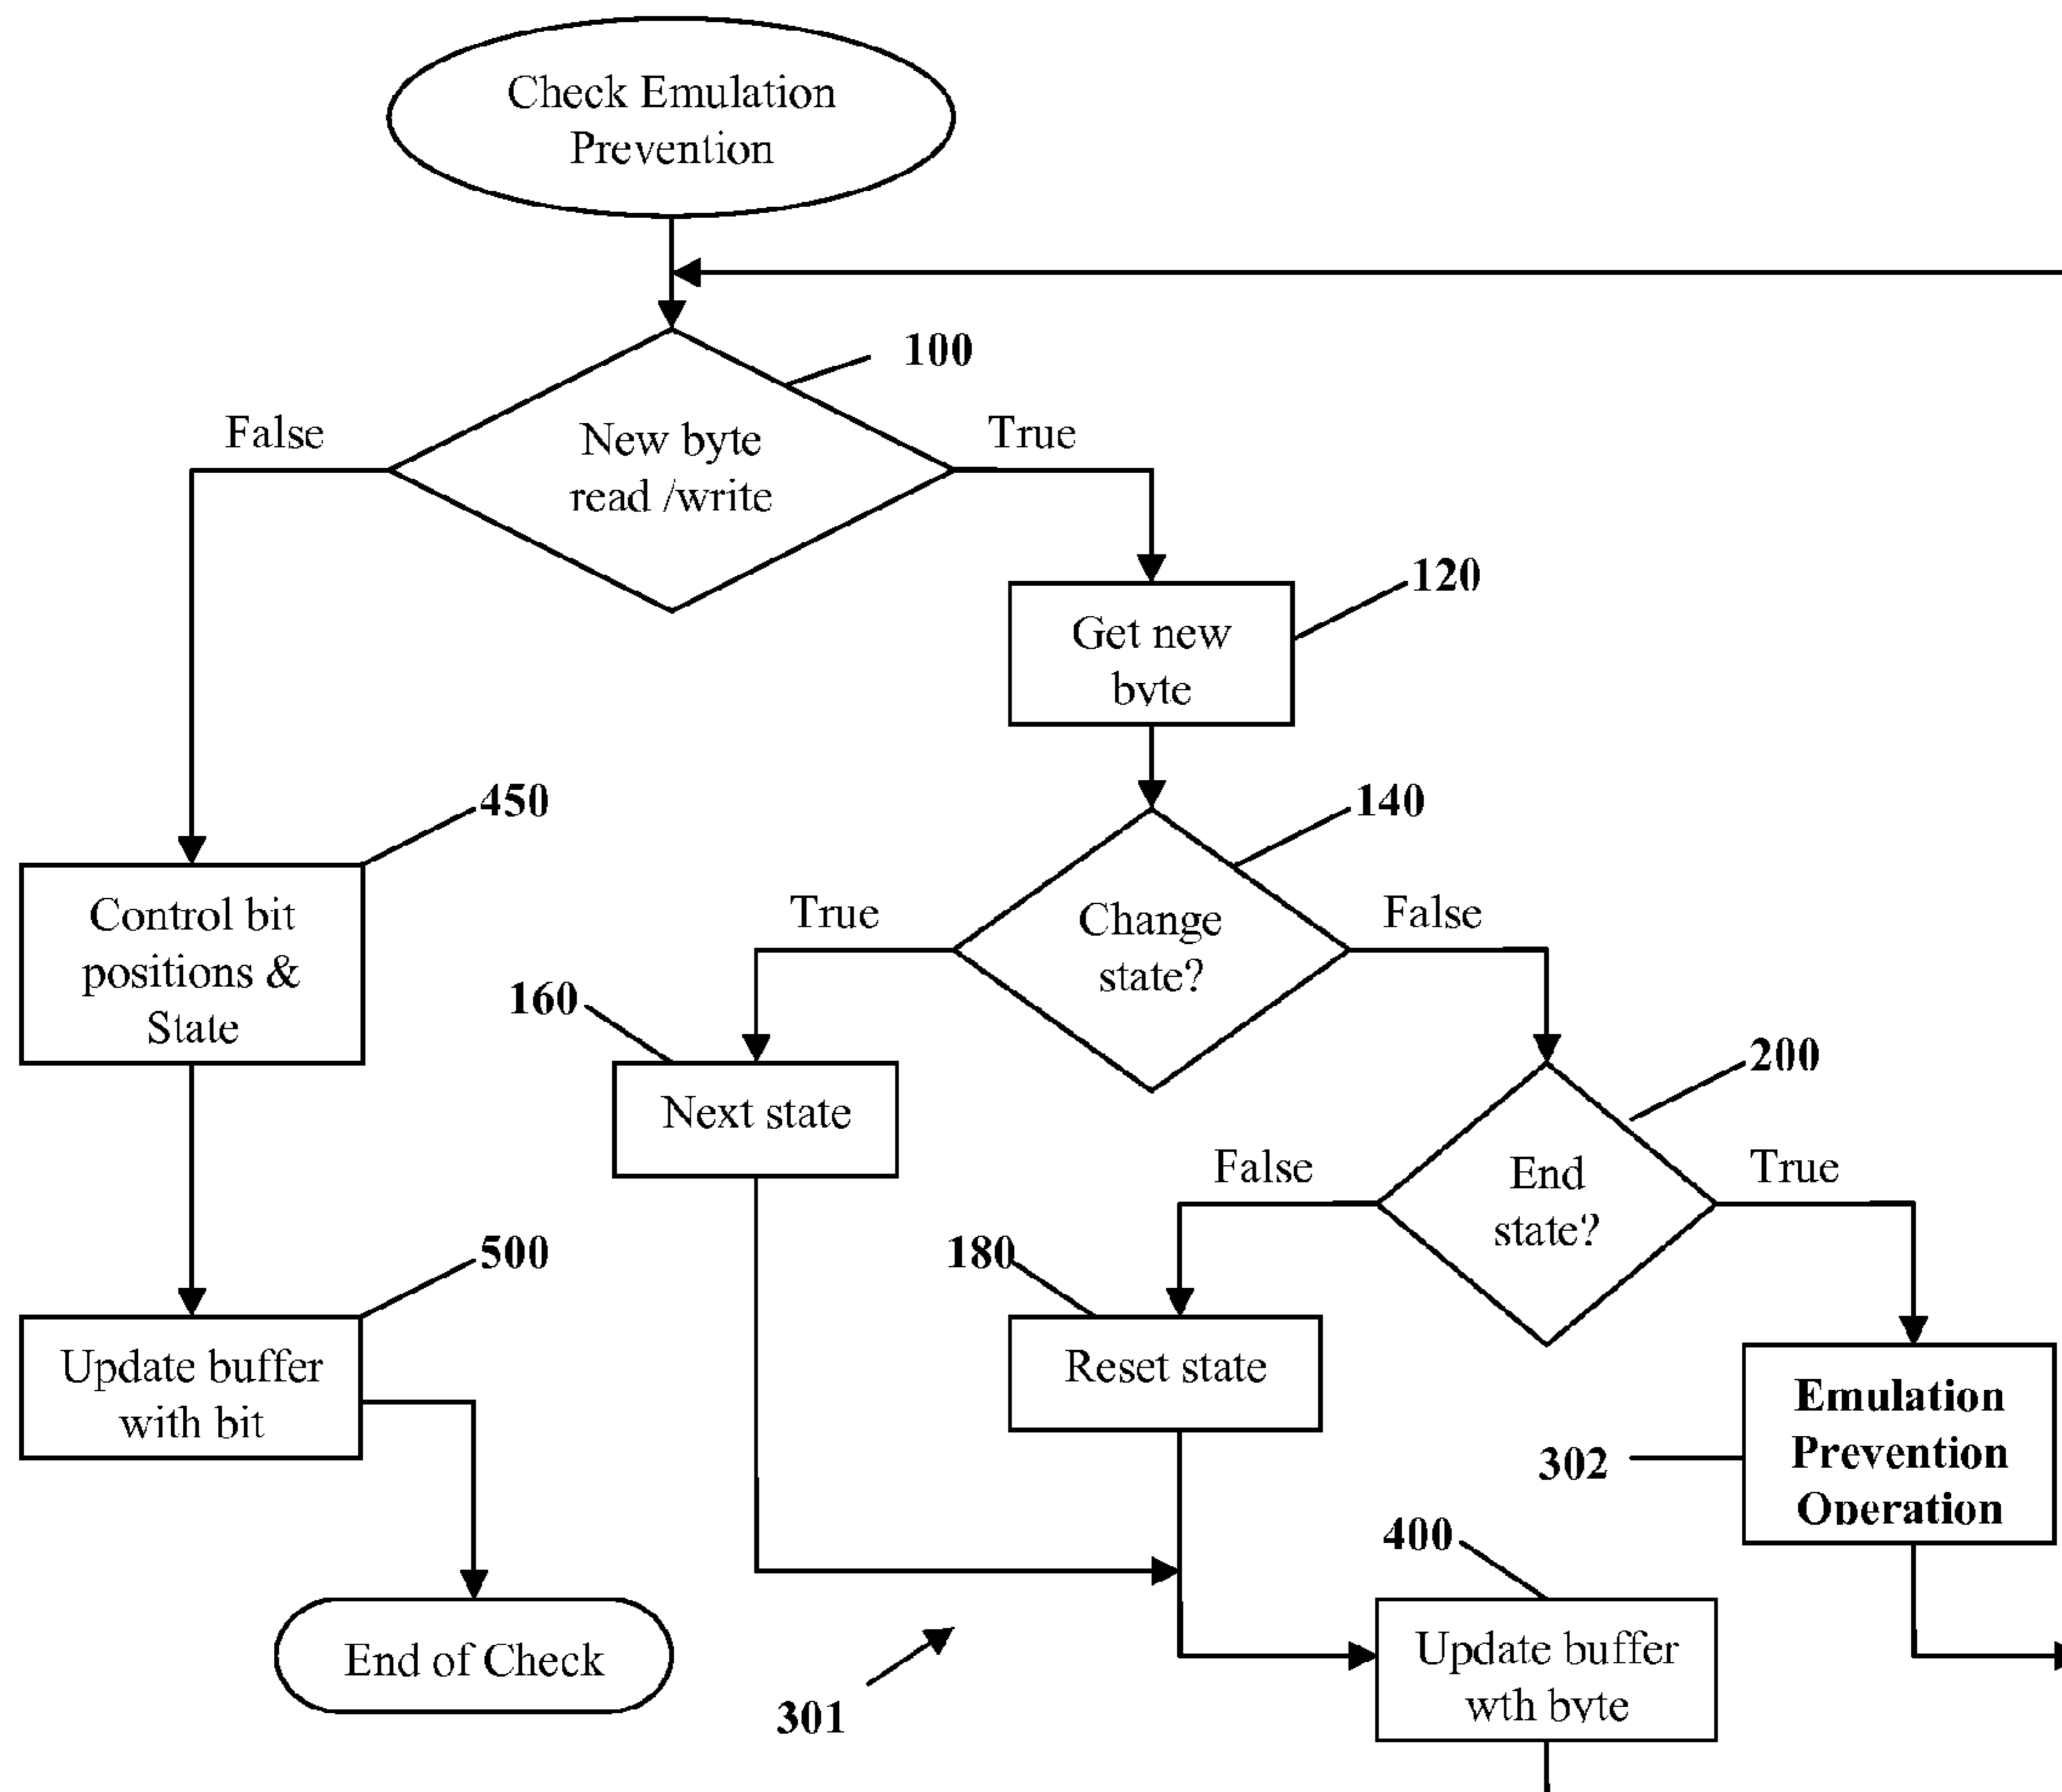 Check Emulation
Prevention
100
False
New byte
read /write
True
120
Get new
byte
450
140
Control bit
positions &
State
True
Change
state?
False
160
200
Next state
False
End
state?
True
500
180
Update buffer
with bit
Reset state
Emulation
Prevention
Operation
302
400
End of Check
Update buffer
wth byte
301